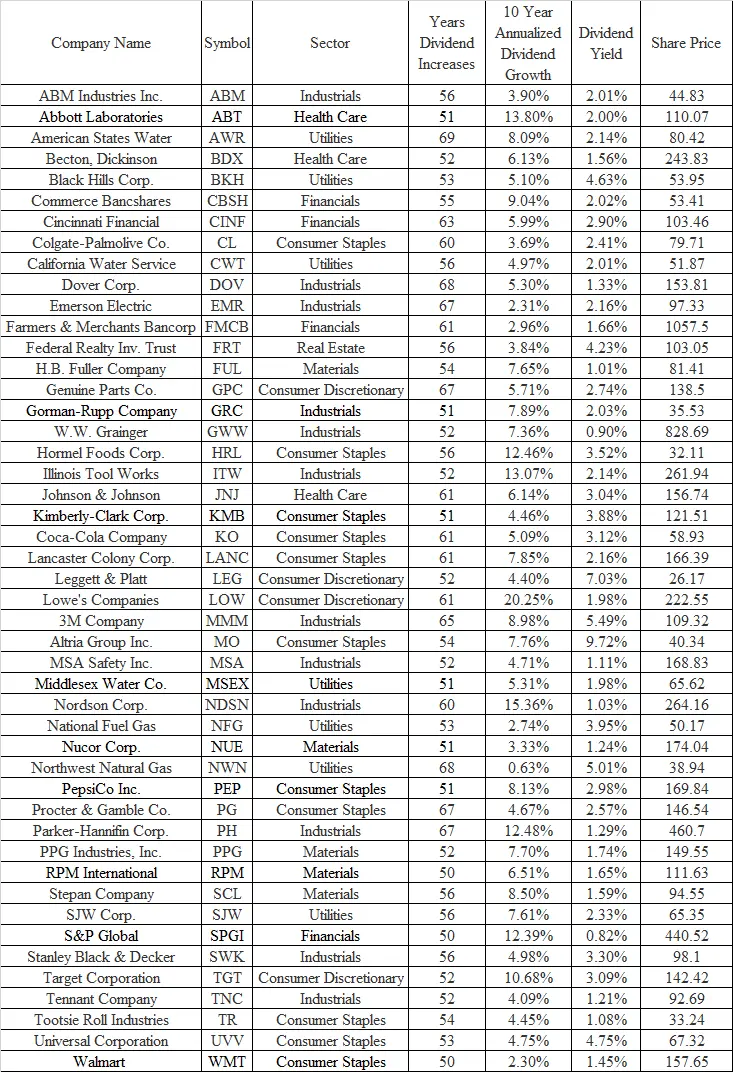 Company Name Symbol Sector Years Dividend Increases 10 Year Annualized Dividend Growth Dividend Yield Share Price
ABM Industries Inc. ABM Industrials 56 3.90% 2.01% 44.83
Abbott Laboratories ABT Health Care 51 13.80% 2.00% 110.07
American States Water AWR Utilities 69 8.09% 2.14% 80.42
Becton, Dickinson BDX Health Care 52 6.13% 1.56% 243.83
Black Hills Corp. BKH Utilities 53 5.10% 4.63% 53.95
Commerce Bancshares CBSH Financials 55 9.04% 2.02% 53.41
Cincinnati Financial CINF Financials 63 5.99% 2.90% 103.46
Colgate-Palmolive Co. CL Consumer Staples 60 3.69% 2.41% 79.71
California Water Service CWT Utilities 56 4.97% 2.01% 51.87
Dover Corp. DOV Industrials 68 5.30% 1.33% 153.81
Emerson Electric EMR Industrials 67 2.31% 2.16% 97.33
Farmers & Merchants Bancorp FMCB Financials 61 2.96% 1.66% 1057.5
Federal Realty Inv. Trust FRT Real Estate 56 3.84% 4.23% 103.05
H.B. Fuller Company FUL Materials 54 7.65% 1.01% 81.41
Genuine Parts Co. GPC Consumer Discretionary 67 5.71% 2.74% 138.5
Gorman-Rupp Company GRC Industrials 51 7.89% 2.03% 35.53
W.W. Grainger GWW Industrials 52 7.36% 0.90% 828.69
Hormel Foods Corp. HRL Consumer Staples 56 12.46% 3.52% 32.11
Illinois Tool Works ITW Industrials 52 13.07% 2.14% 261.94
Johnson & Johnson JNJ Health Care 61 6.14% 3.04% 156.74
Kimberly-Clark Corp. KMB Consumer Staples 51 4.46% 3.88% 121.51
Coca-Cola Company KO Consumer Staples 61 5.09% 3.12% 58.93
Lancaster Colony Corp. LANC Consumer Staples 61 7.85% 2.16% 166.39
Leggett & Platt LEG Consumer Discretionary 52 4.40% 7.03% 26.17
Lowe's Companies LOW Consumer Discretionary 61 20.25% 1.98% 222.55
3M Company MMM Industrials 65 8.98% 5.49% 109.32
Altria Group Inc. MO Consumer Staples 54 7.76% 9.72% 40.34
MSA Safety Inc. MSA Industrials 52 4.71% 1.11% 168.83
Middlesex Water Co. MSEX Utilities 51 5.31% 1.98% 65.62
Nordson Corp. NDSN Industrials 60 15.36% 1.03% 264.16
National Fuel Gas NFG Utilities 53 2.74% 3.95% 50.17
Nucor Corp. NUE Materials 51 3.33% 1.24% 174.04
Northwest Natural Gas NWN Utilities 68 0.63% 5.01% 38.94
PepsiCo Inc. PEP Consumer Staples 51 8.13% 2.98% 169.84
Procter & Gamble Co. PG Consumer Staples 67 4.67% 2.57% 146.54
Parker-Hannifin Corp. PH Industrials 67 12.48% 1.29% 460.7
PPG Industries, Inc. PPG Materials 52 7.70% 1.74% 149.55
RPM International RPM Materials 50 6.51% 1.65% 111.63
Stepan Company SCL Materials 56 8.50% 1.59% 94.55
SJW Corp. SJW Utilities 56 7.61% 2.33% 65.35
S&P Global SPGI Financials 50 12.39% 0.82% 440.52
Stanley Black & Decker SWK Industrials 56 4.98% 3.30% 98.1
Target Corporation TGT Consumer Discretionary 52 10.68% 3.09% 142.42
Tennant Company TNC Industrials 52 4.09% 1.21% 92.69
Tootsie Roll Industries TR Consumer Staples 54 4.45% 1.08% 33.24
Universal Corporation UVV Consumer Staples 53 4.75% 4.75% 67.32
Walmart WMT Consumer Staples 50 2.30% 1.45% 157.65